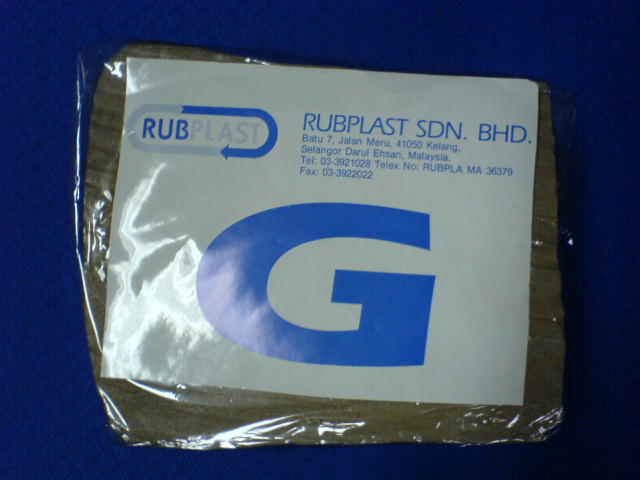 RUBPLAST
RUBPLAST SDN. BHD.
Batu 7, Jalan Meru, 41050 Kelang,
Selangor Darul Ehsan, Malaysia.
Tel: 03-3921028 Telex No: RUBPLA MA 36379
Fax: 03-3922022
G